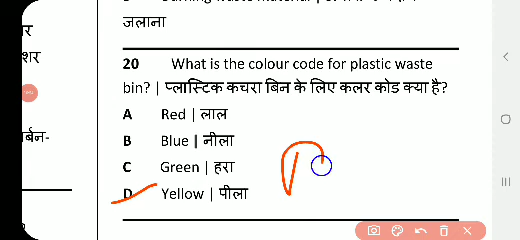 जलाना
20 What is the colour code for plastic waste
bin? | प्लास्टिक कचरा बिन के लिए कलर कोड क्या है?
A Red | लाल
B Blue | नीला
C Green | हरा
D Yellow | पीला